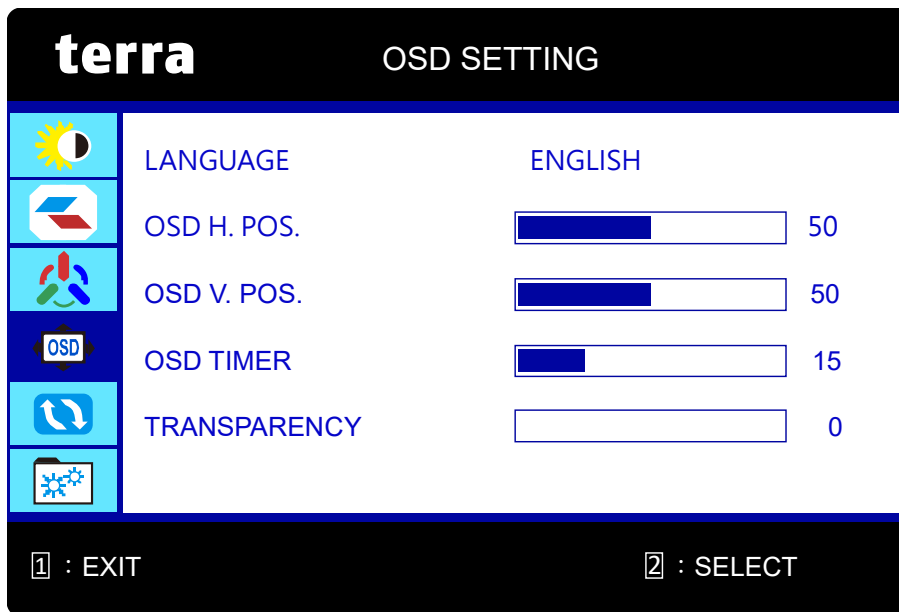 terra OSD SETTING
LANGUAGE ENGLISH
OSD H. POS. 50
OSD V. POS. 50
OSD
OSD TIMER 15
TRANSPARENCY 0
1 : EXIT 2 : SELECT